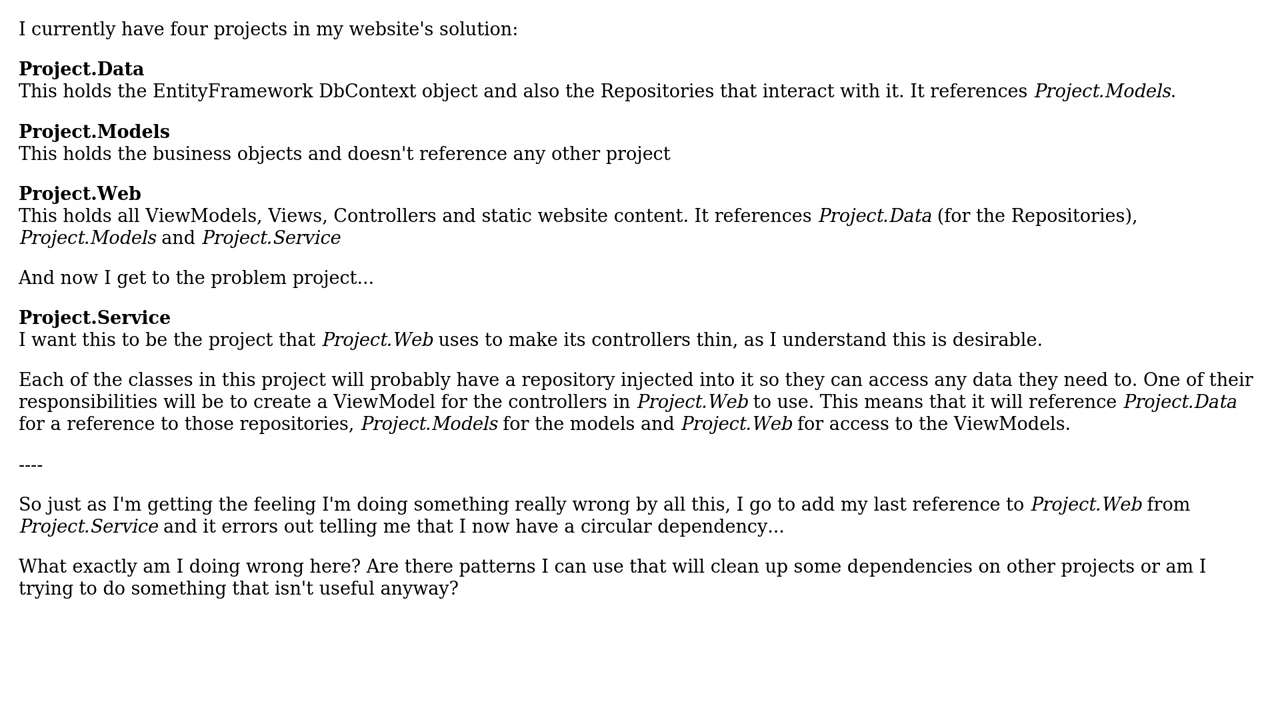 I currently have four projects in my website's solution:
Project.Data
This holds the EntityFramework DbContext object and also the Repositories that interact with it. It references Project.Models.
Project.Models
This holds the business objects and doesn't reference any other project
Project.Web
This holds all ViewModels, Views, Controllers and static website content. It references Project.Data (for the Repositories),
Project.Models and Project.Service
And now I get to the problem project...
Project.Service
I want this to be the project that Project.Web uses to make its controllers thin, as I understand this is desirable.
Each of the classes in this project will probably have a repository injected into it so they can access any data they need to. One of their
responsibilities will be to create a ViewModel for the controllers in Project.Web to use. This means that it will reference Project.Data
for a reference to those repositories, Project.Models for the models and Project.Web for access to the ViewModels.
----
So just as I'm getting the feeling I'm doing something really wrong by all this, I go to add my last reference to Project.Web from
Project.Service and it errors out telling me that I now have a circular dependency...
What exactly am I doing wrong here? Are there patterns I can use that will clean up some dependencies on other projects or am I
trying to do something that isn't useful anyway?